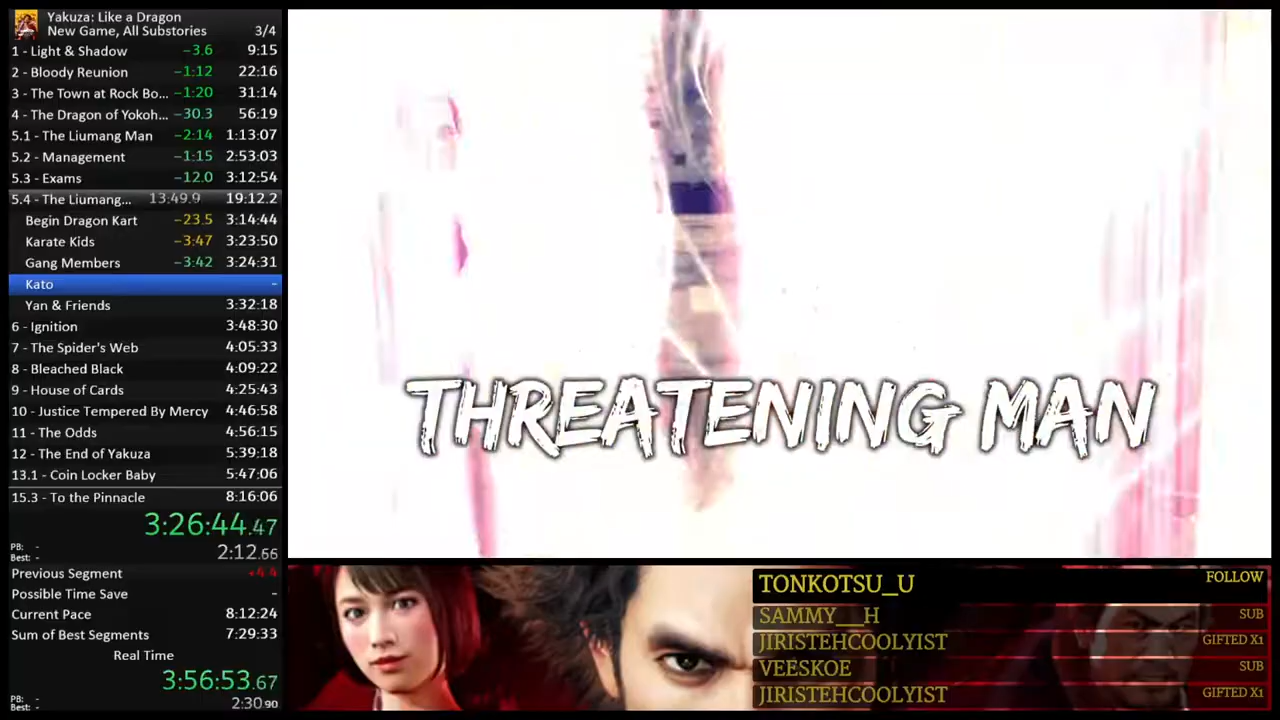 Yakuza: Like a Dragon
New Game, All Substories 3/4
1 - Light & Shadow −3.6 9:15
2 - Bloody Reunion −1:12 22:16
3 - The Town at Rock Bo... −1:20 31:14
4 - The Dragon of Yokoh... −30.3 56:19
5.1 - The Liumang Man −2:14 1:13:07
5.2 - Management −1:15 2:53:03
5.3 - Exams −12.0 3:12:54
5.4 - The Liumang... 13:49.9 19:12.2
Begin Dragon Kart −23.5 3:14:44
Karate Kids −3:47 3:23:50
Gang Members −3:42 3:24:31
Kato -
Yan & Friends 3:32:18
6 - Ignition 3:48:30
7 - The Spider's Web 4:05:33
8 - Bleached Black 4:09:22
9 - House of Cards 4:25:43
10 - Justice Tempered By Mercy 4:46:58
11 - The Odds 4:56:15
12 - The End of Yakuza 5:39:18
13.1 - Coin Locker Baby 5:47:06
15.3 - To the Pinnacle 8:16:06
3:26:44.47
PB: -
Best: - 2:12.66
Previous Segment +4.4
Possible Time Save -
Current Pace 8:12:24
Sum of Best Segments 7:29:33
Real Time
3:56:53.67
PB: -
Best: - 2:30.90
THREATENING MAN
TONKOTSU_U FOLLOW
SAMMY__H SUB
JIRISTEHCOOLYIST GIFTED X1
VEESKOE SUB
JIRISTEHCOOLYIST GIFTED X1